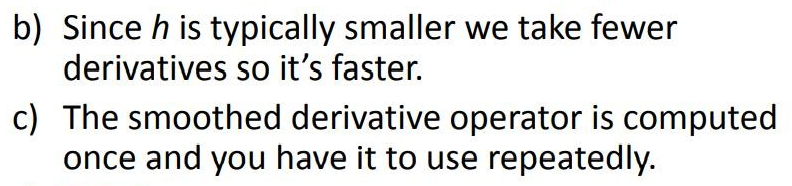 b) Since h is typically smaller we take fewer
derivatives so it’s faster.
c) The smoothed derivative operator is computed
once and you have it to use repeatedly.